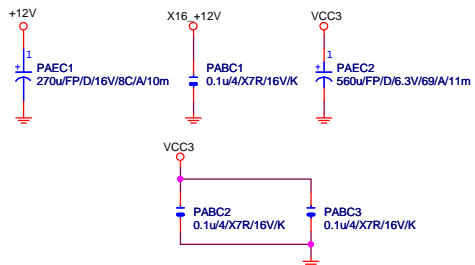 +12V
X16_+12V
VCC3
1
+
PAEC1
270u/FP/D/16V/8C/A/10m
PABC1
0.1u/4/X7R/16V/K
1
+
PAEC2
560u/FP/D/6.3V/69/A/11m
VCC3
PABC2
0.1u/4/X7R/16V/K
PABC3
0.1u/4/X7R/16V/K